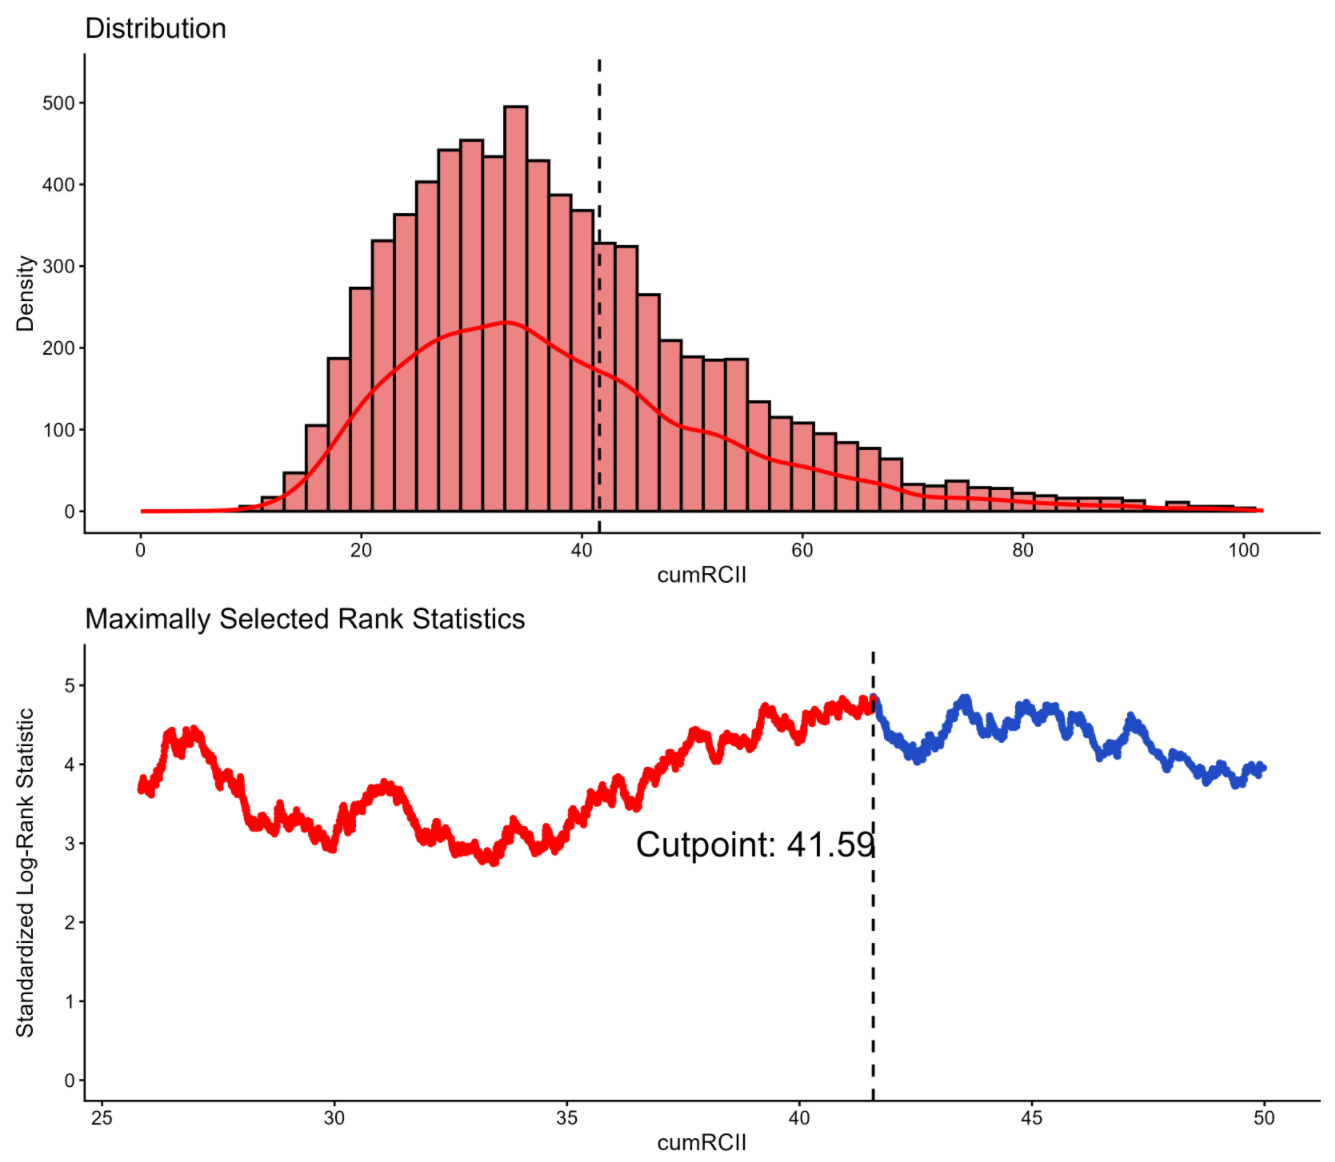 Distribution
Density
500
400
300
200
100
0
0 20 40 60 80 100
cumRCII
Maximally Selected Rank Statistics
Standardized Log-Rank Statistic
5
4
3
2
1
0
Cutpoint: 41.59
25 30 35 40 45 50
cumRCII